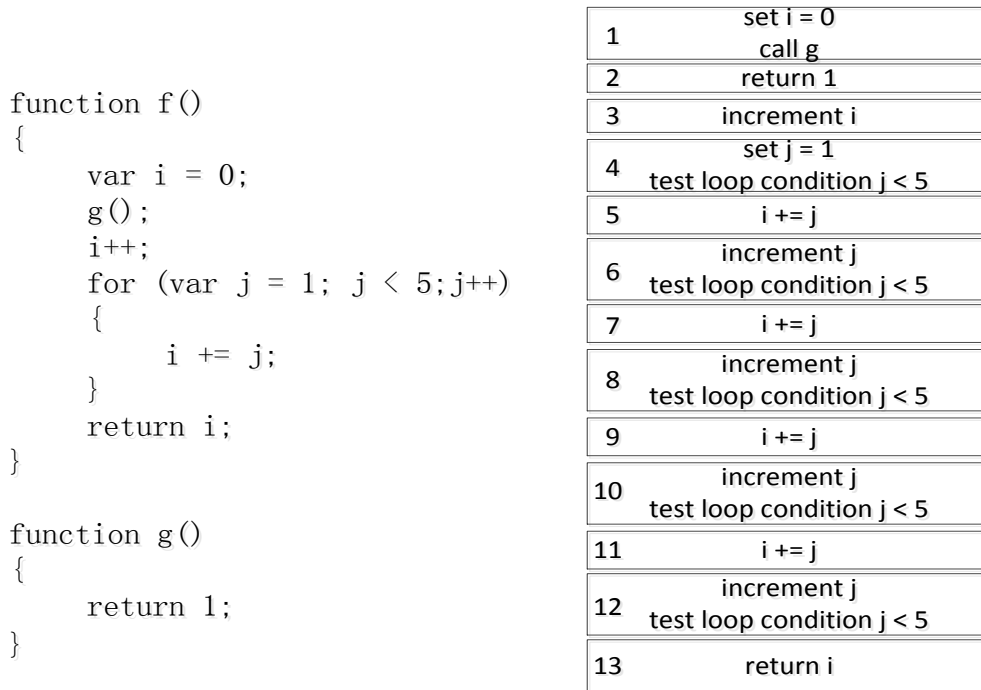 function f()
{
var i = 0;
g();
i++;
for (var j = 1; j < 5;j++)
{
i += j;
}
return i;
}
function g()
{
return 1;
}
1
set i = 0
call g
2 return 1
3 increment i
4
set j = 1
test loop condition j < 5
5 i += j
6
increment j
test loop condition j < 5
7 i += j
8
increment j
test loop condition j < 5
9 i += j
10
increment j
test loop condition j < 5
11 i += j
12
increment j
test loop condition j < 5
13 return i